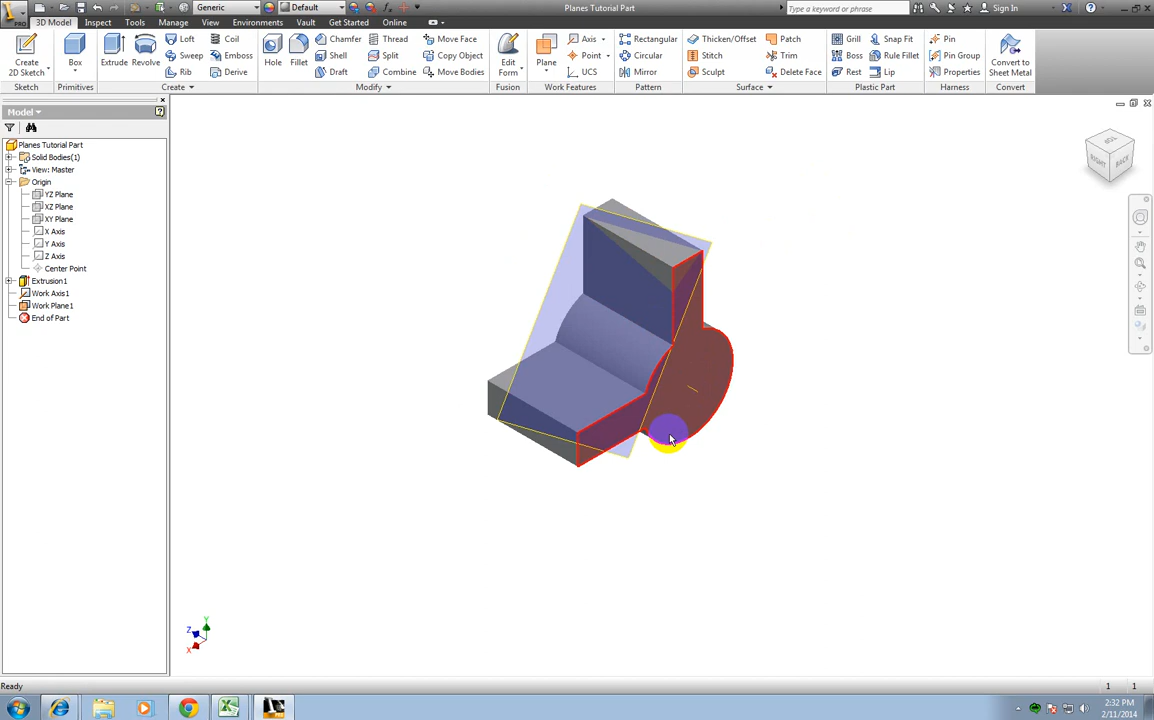 PRO
Generic
Default
Planes Tutorial Part
Type a keyword or phrase
Sign In
3D Model Inspect Tools Manage View Environments Vault Get Started Online
Create 2D Sketch
Box
Extrude
Revolve
Loft
Sweep
Rib
Coil
Emboss
Derive
Hole
Fillet
Chamfer
Shell
Draft
Thread
Split
Combine
Move Face
Copy Object
Move Bodies
Edit Form
Plane
Axis
Point
UCS
Rectangular
Circular
Mirror
Thicken/Offset
Stitch
Sculpt
Patch
Trim
Delete Face
Grill
Boss
Rest
Snap Fit
Rule Fillet
Lip
Pin
Pin Group
Properties
Convert to Sheet Metal
Sketch Primitives Create Modify Fusion Work Features Pattern Surface Plastic Part Harness Convert
Model
Planes Tutorial Part
Solid Bodies(1)
View: Master
Origin
YZ Plane
XZ Plane
XY Plane
X Axis
Y Axis
Z Axis
Center Point
Extrusion1
Work Axis1
Work Plane1
End of Part
TOP
RIGHT
BACK
Y
Z
X
Ready
1 1
2:32 PM
2/11/2014